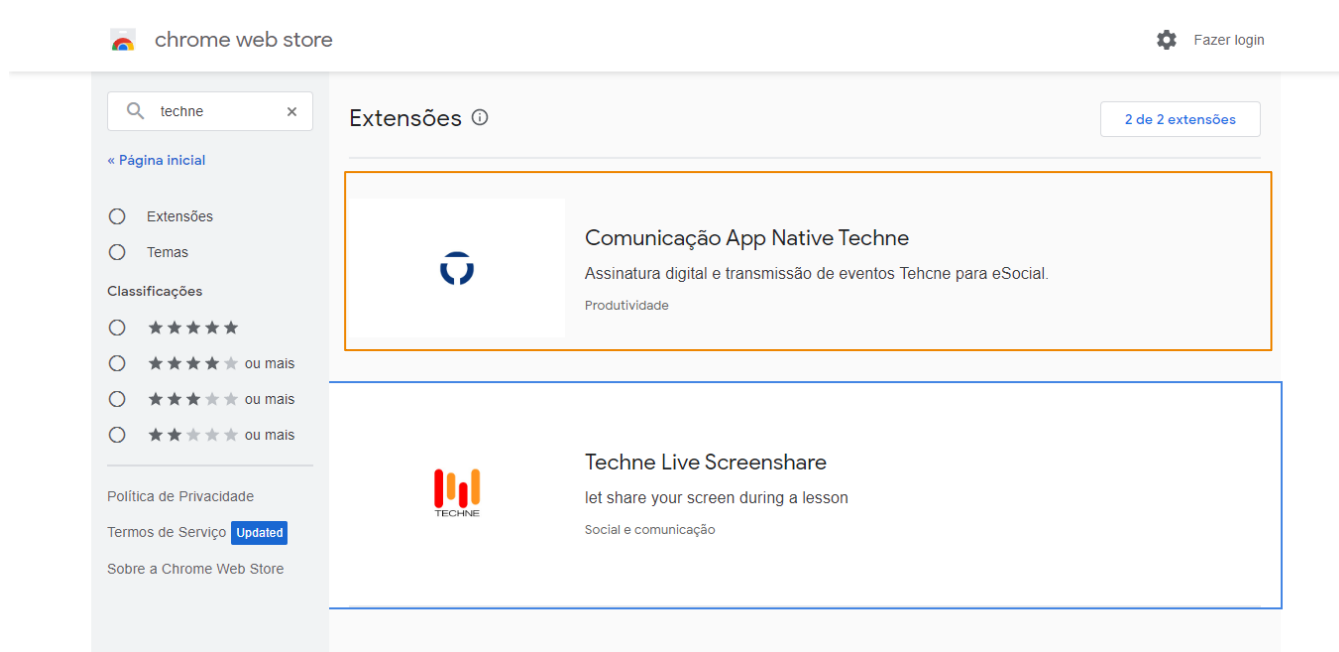 chrome web store
Fazer login
techne
« Página inicial
Extensões
Temas
Classificações
ou mais
ou mais
ou mais
Política de Privacidade
Termos de Serviço Updated
Sobre a Chrome Web Store
Extensões
2 de 2 extensões
Comunicação App Native Techne
Assinatura digital e transmissão de eventos Tehcne para eSocial.
Produtividade
TECHNE
Techne Live Screenshare
let share your screen during a lesson
Social e comunicação